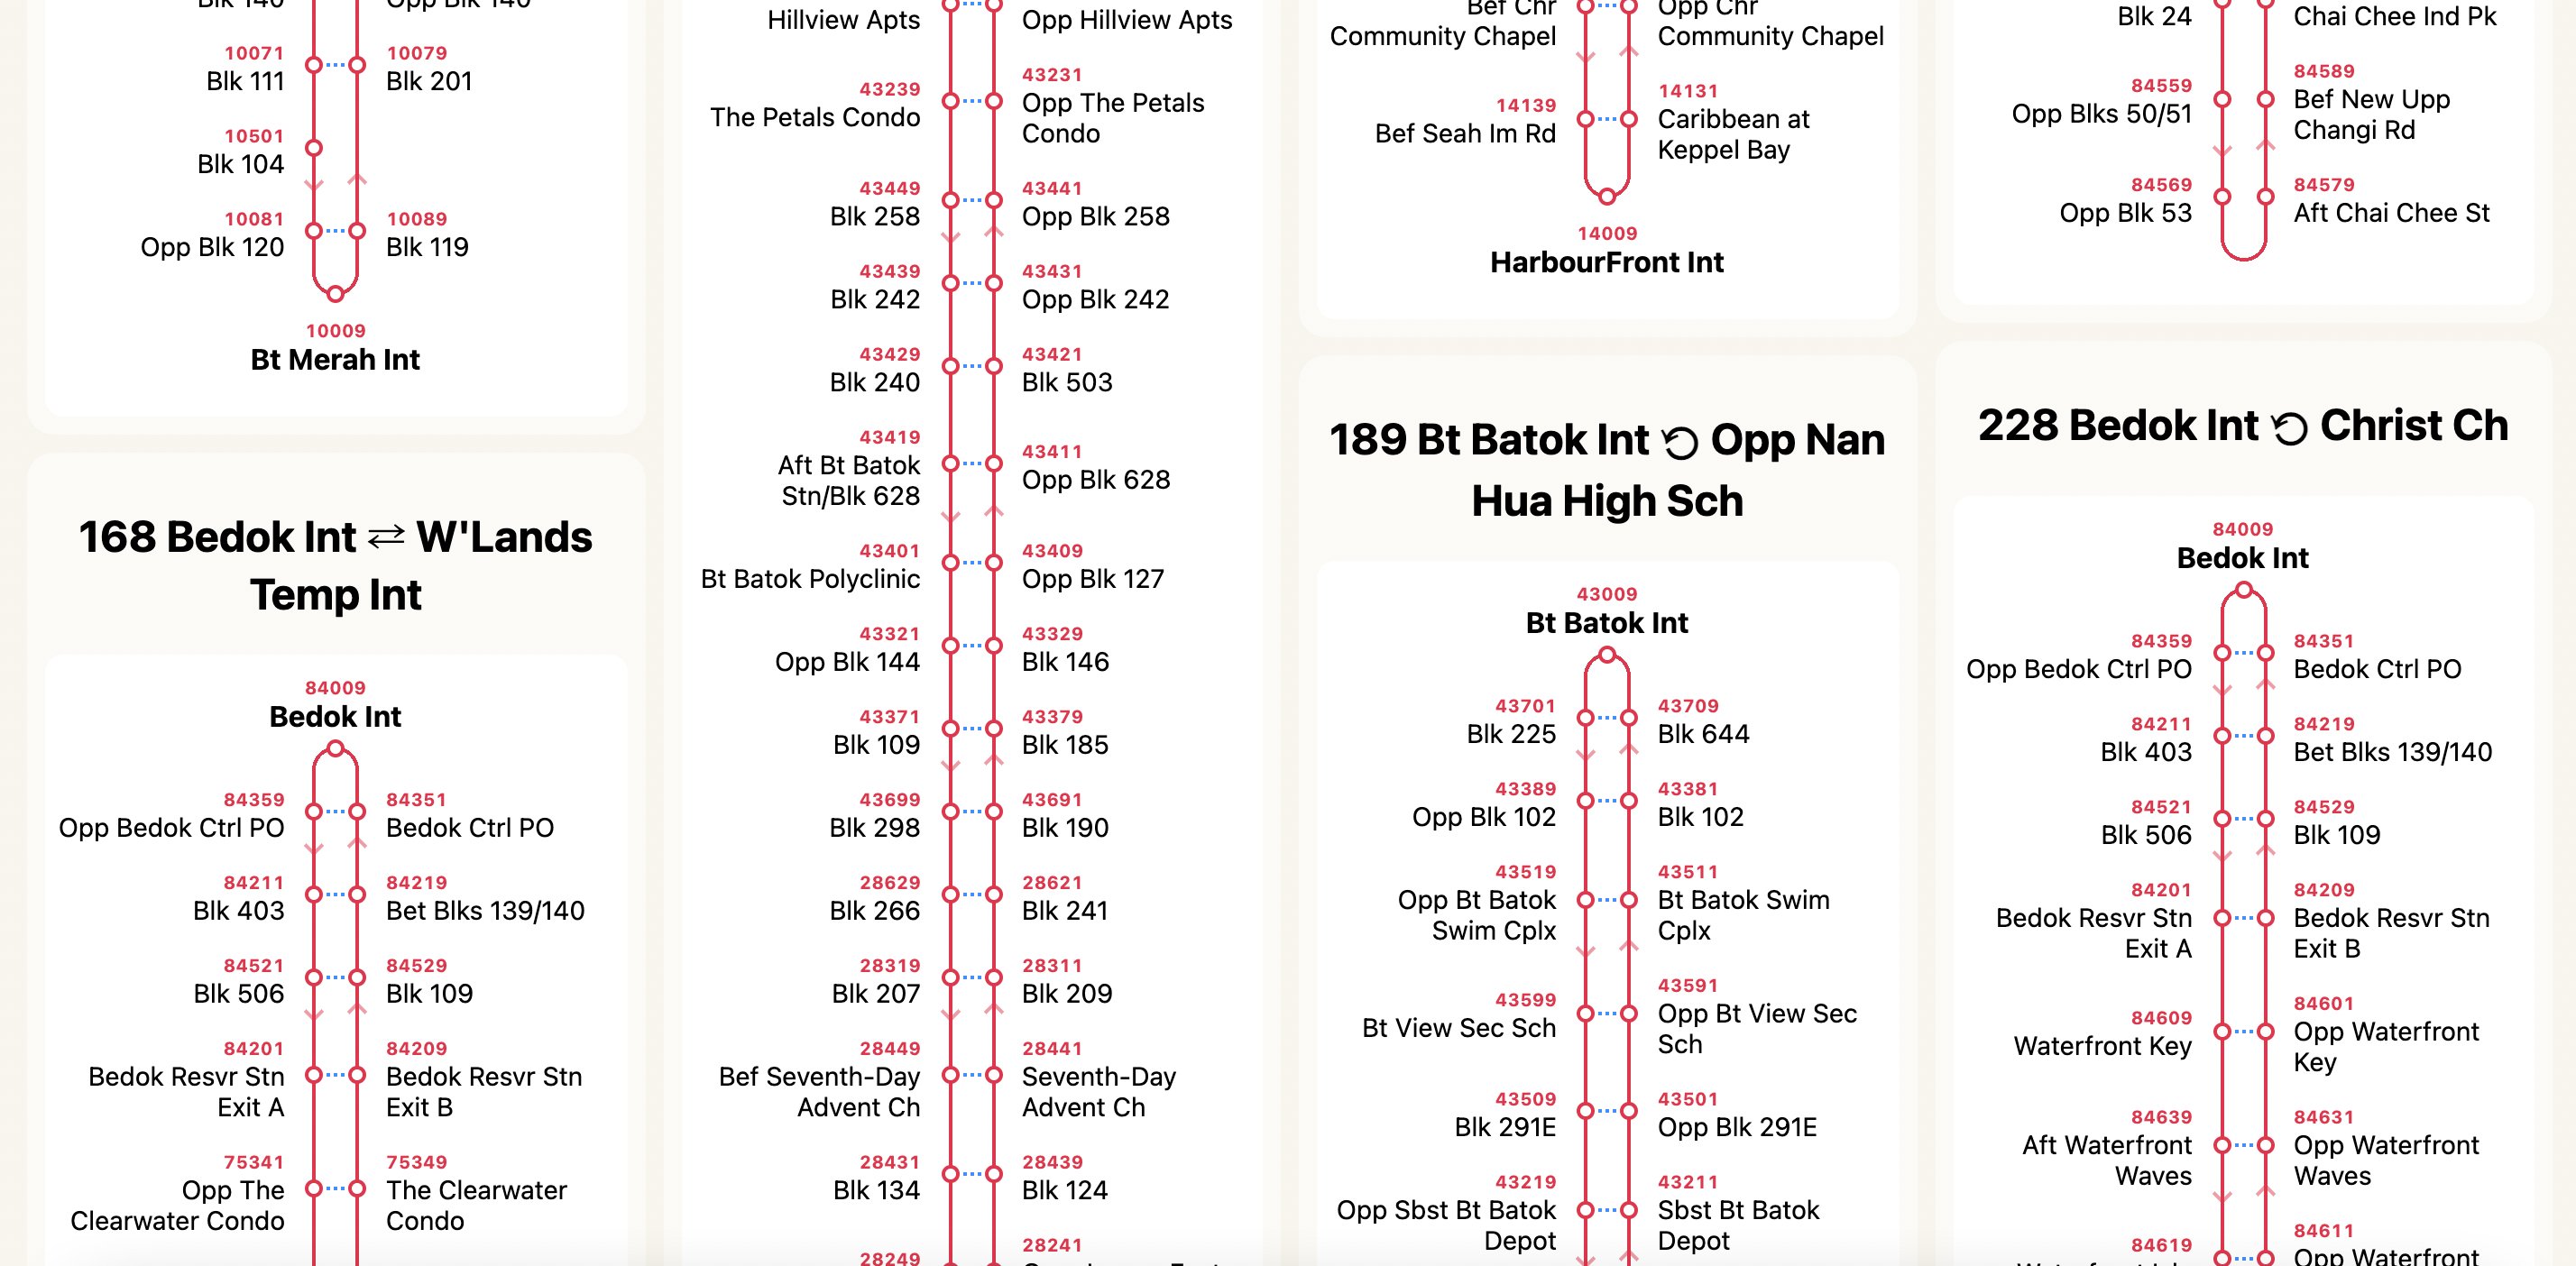 Blk 140
Opp Blk 140
10071
Blk 111
10079
Blk 201
10501
Blk 104
10081
Opp Blk 120
10089
Blk 119
10009
Bt Merah Int
168 Bedok Int ⇄ W'Lands
Temp Int
84009
Bedok Int
84359
Opp Bedok Ctrl PO
84351
Bedok Ctrl PO
84211
Blk 403
84219
Bet Blks 139/140
84521
Blk 506
84529
Blk 109
84201
Bedok Resvr Stn
Exit A
84209
Bedok Resvr Stn
Exit B
75341
Opp The
Clearwater Condo
75349
The Clearwater
Condo
Hillview Apts
Opp Hillview Apts
43239
The Petals Condo
43231
Opp The Petals
Condo
43449
Blk 258
43441
Opp Blk 258
43439
Blk 242
43431
Opp Blk 242
43429
Blk 240
43421
Blk 503
43419
Aft Bt Batok
Stn/Blk 628
43411
Opp Blk 628
43401
Bt Batok Polyclinic
43409
Opp Blk 127
43321
Opp Blk 144
43329
Blk 146
43371
Blk 109
43379
Blk 185
43699
Blk 298
43691
Blk 190
28629
Blk 266
28621
Blk 241
28319
Blk 207
28311
Blk 209
28449
Bef Seventh-Day
Advent Ch
28441
Seventh-Day
Advent Ch
28431
Blk 134
28439
Blk 124
28249
28241
Bef Chr
Community Chapel
Opp Chr
Community Chapel
14139
Bef Seah Im Rd
14131
Caribbean at
Keppel Bay
14009
HarbourFront Int
189 Bt Batok Int ↺ Opp Nan
Hua High Sch
43009
Bt Batok Int
43701
Blk 225
43709
Blk 644
43389
Opp Blk 102
43381
Blk 102
43519
Opp Bt Batok
Swim Cplx
43511
Bt Batok Swim
Cplx
43599
Bt View Sec Sch
43591
Opp Bt View Sec
Sch
43509
Blk 291E
43501
Opp Blk 291E
43219
Opp Sbst Bt Batok
Depot
43211
Sbst Bt Batok
Depot
Blk 24
Chai Chee Ind Pk
84559
Opp Blks 50/51
84589
Bef New Upp
Changi Rd
84569
Opp Blk 53
84579
Aft Chai Chee St
228 Bedok Int ↺ Christ Ch
84009
Bedok Int
84359
Opp Bedok Ctrl PO
84351
Bedok Ctrl PO
84211
Blk 403
84219
Bet Blks 139/140
84521
Blk 506
84529
Blk 109
84201
Bedok Resvr Stn
Exit A
84209
Bedok Resvr Stn
Exit B
84609
Waterfront Key
84601
Opp Waterfront
Key
84639
Aft Waterfront
Waves
84631
Opp Waterfront
Waves
84619
84611
Opp Waterfront